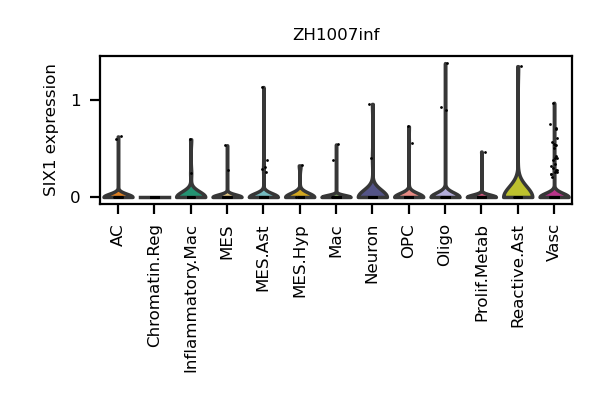 ZH1007inf
SIX1 expression
1
0
AC
Chromatin.Reg
Inflammatory.Mac
MES
MES.Ast
MES.Hyp
Mac
Neuron
OPC
Oligo
Prolif.Metab
Reactive.Ast
Vasc